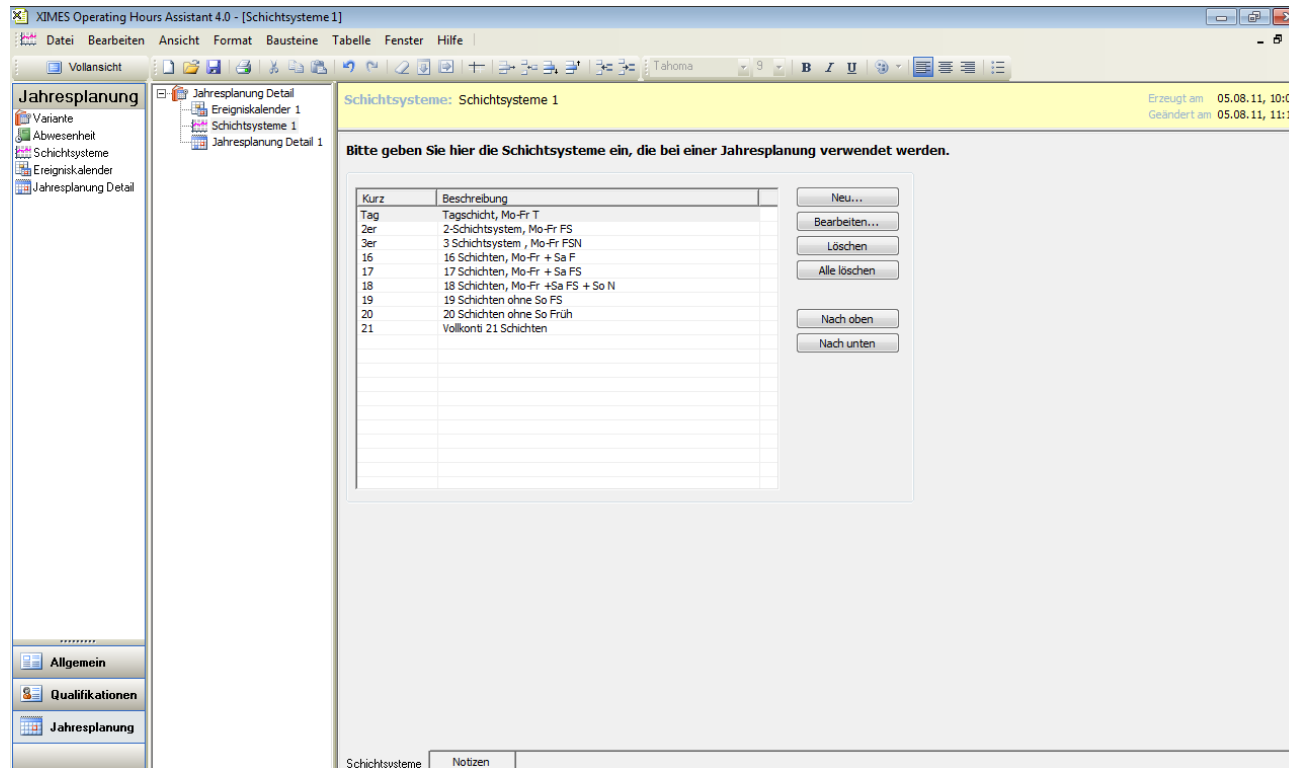 XIMES Operating Hours Assistant 4.0 - [Schichtsysteme 1]
Datei Bearbeiten Ansicht Format Bausteine Tabelle Fenster Hilfe
Vollansicht Tahoma 9 B I U
Jahresplanung
Variante
Abwesenheit
Schichtsysteme
Ereigniskalender
Jahresplanung Detail
Allgemein
Qualifikationen
Jahresplanung
Jahresplanung Detail
Ereigniskalender 1
Schichtsysteme 1
Jahresplanung Detail 1
Schichtsysteme: Schichtsysteme 1
Erzeugt am 05.08.11, 10:0
Geändert am 05.08.11, 11:1
Bitte geben Sie hier die Schichtsysteme ein, die bei einer Jahresplanung verwendet werden.
Kurz Beschreibung
Tag Tagschicht, Mo-Fr T
2er 2-Schichtsystem, Mo-Fr FS
3er 3 Schichtsystem , Mo-Fr FSN
16 16 Schichten, Mo-Fr + Sa F
17 17 Schichten, Mo-Fr + Sa FS
18 18 Schichten, Mo-Fr +Sa FS + So N
19 19 Schichten ohne So FS
20 20 Schichten ohne So Früh
21 Vollkonti 21 Schichten
Neu...
Bearbeiten...
Löschen
Alle löschen
Nach oben
Nach unten
Schichtsysteme Notizen